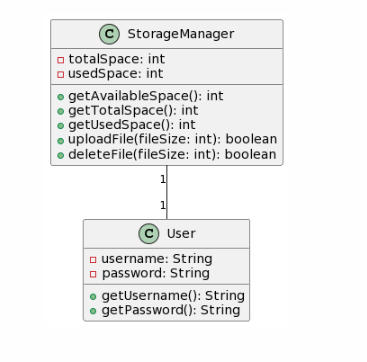 C StorageManager
totalSpace: int
usedSpace: int
getAvailableSpace(): int
getTotalSpace(): int
getUsedSpace(): int
uploadFile(fileSize: int): boolean
deleteFile(fileSize: int): boolean
1
1
C User
username: String
password: String
getUsername(): String
getPassword(): String